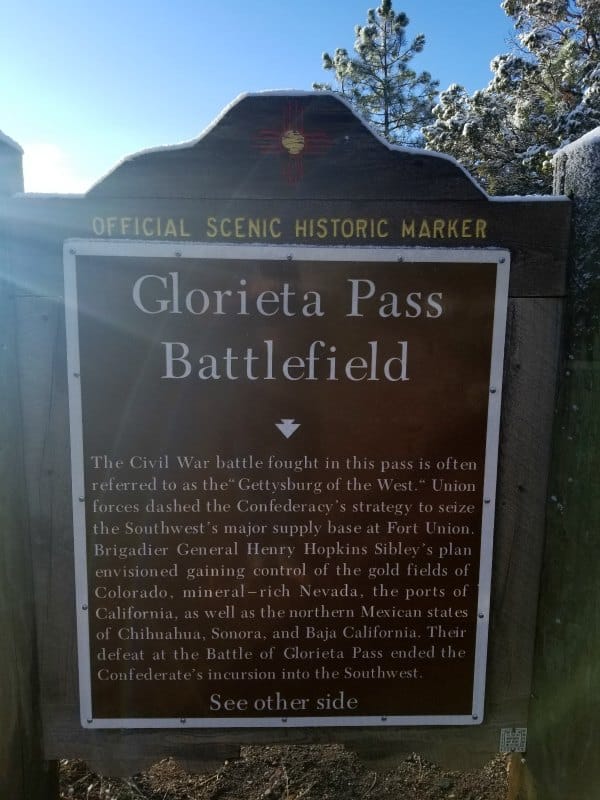 OFFICIAL SCENIC HISTORIC MARKER
Glorieta Pass
Battlefield
The Civil War battle fought in this pass is often
referred to as the "Gettysburg of the West." Union
forces dashed the Confederacy's strategy to seize
the Southwest's major supply base at Fort Union.
Brigadier General Henry Hopkins Sibley's plan
envisioned gaining control of the gold fields of
Colorado, mineral-rich Nevada, the ports of
California, as well as the northern Mexican states
of Chihuahua, Sonora, and Baja California. Their
defeat at the Battle of Glorieta Pass ended the
Confederate's incursion into the Southwest.
See other side